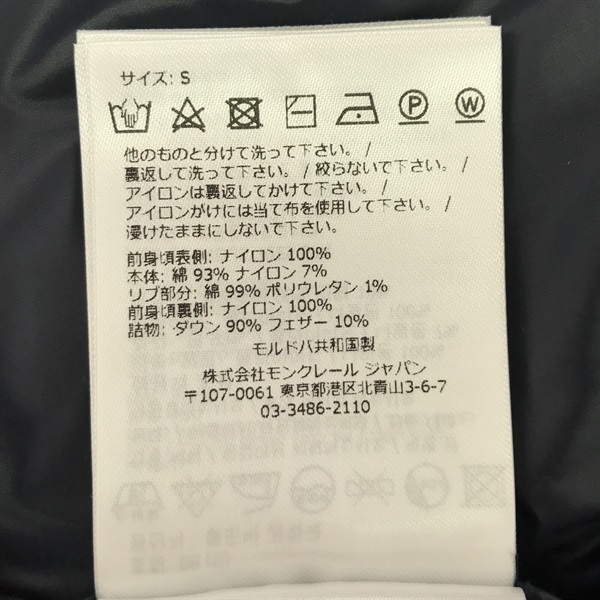 サイズ: S
P W
他のものと分けて洗って下さい。/
裏返して洗って下さい。/ 絞らないで下さい。/
アイロンは裏返してかけて下さい。/
アイロンがけには当て布を使用して下さい。/
浸けたままにしないで下さい。
前身頃表側: ナイロン 100%
本体: 綿 93% ナイロン 7%
リブ部分: 綿 99% ポリウレタン 1%
前身頃裏側: ナイロン 100%
詰物: ダウン 90% フェザー 10%
モルドバ共和国製
株式会社モンクレール ジャパン
〒107-0061 東京都港区北青山3-6-7
03-3486-2110